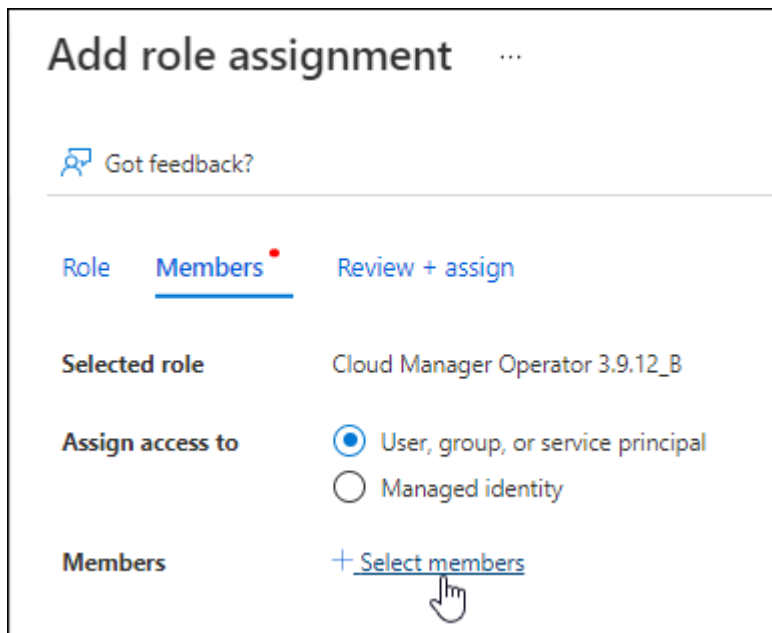 Add role assignment ...
Got feedback?
Role Members Review + assign
Selected role Cloud Manager Operator 3.9.12_B
Assign access to User, group, or service principal
Managed identity
Members + Select members